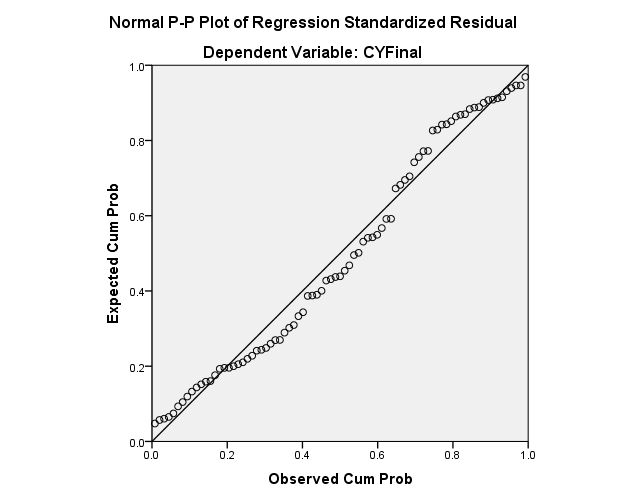 Normal P-P Plot of Regression Standardized Residual
Dependent Variable: CYFinal
1.0
0.8
0.6
0.4
0.2
0.0
Expected Cum Prob
0.0 0.2 0.4 0.6 0.8 1.0
Observed Cum Prob